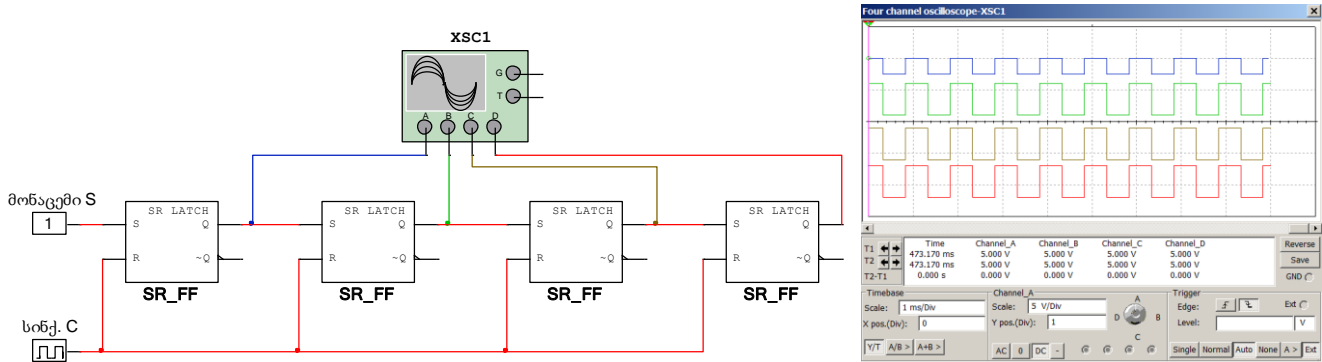 XSC1
G
T
A B C D
მონაცემი S
1
SR LATCH
S Q
R ~Q
SR_FF
SR LATCH
S Q
R ~Q
SR_FF
SR LATCH
S Q
R ~Q
SR_FF
SR LATCH
S Q
R ~Q
SR_FF
სინქ. C
Four channel oscilloscope-XSC1
Time Channel_A Channel_B Channel_C Channel_D
T1 473.170 ms 5.000 V 5.000 V 5.000 V 5.000 V
T2 473.170 ms 5.000 V 5.000 V 5.000 V 5.000 V
T2-T1 0.000 s 0.000 V 0.000 V 0.000 V 0.000 V
Reverse
Save
GND
Timebase
Scale: 1 ms/Div
X pos.(Div): 0
Y/T A/B > A+B >
Channel_A
Scale: 5 V/Div
Y pos.(Div): 1
AC 0 DC -
A
D B
C
Trigger
Edge: Ext
Level: V
Single Normal Auto None A > Ext